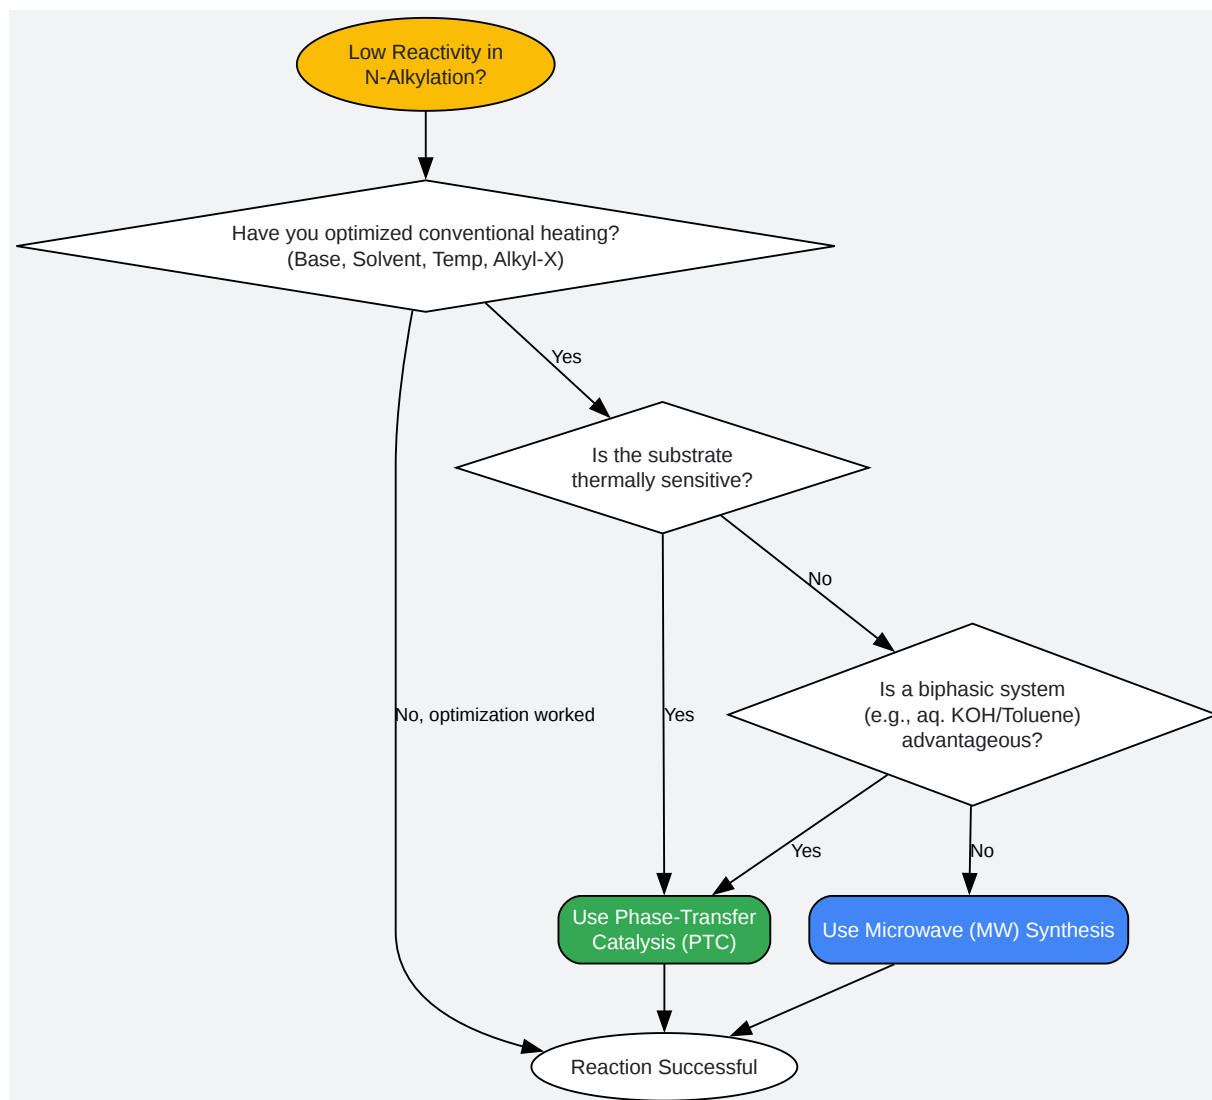 Low Reactivity in
N-Alkylation?
Have you optimized conventional heating?
(Base, Solvent, Temp, Alkyl-X)
Yes
Is the substrate
thermally sensitive?
No
Is a biphasic system
(e.g., aq. KOH/Toluene)
advantageous?
No, optimization worked
Yes
Yes
No
Use Phase-Transfer
Catalysis (PTC)
Use Microwave (MW) Synthesis
Reaction Successful